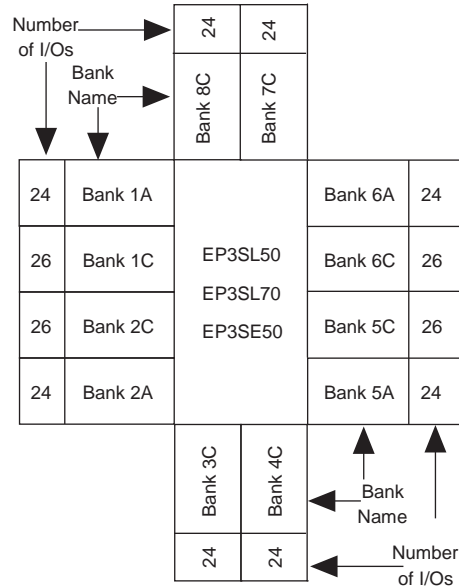 Number
of I/Os
24 24
Bank
Name
Bank 8C Bank 7C
24 Bank 1A
26 Bank 1C
26 Bank 2C
24 Bank 2A
EP3SL50
EP3SL70
EP3SE50
Bank 6A 24
Bank 6C 26
Bank 5C 26
Bank 5A 24
Bank 3C Bank 4C
Bank
Name
24 24
Number
of I/Os